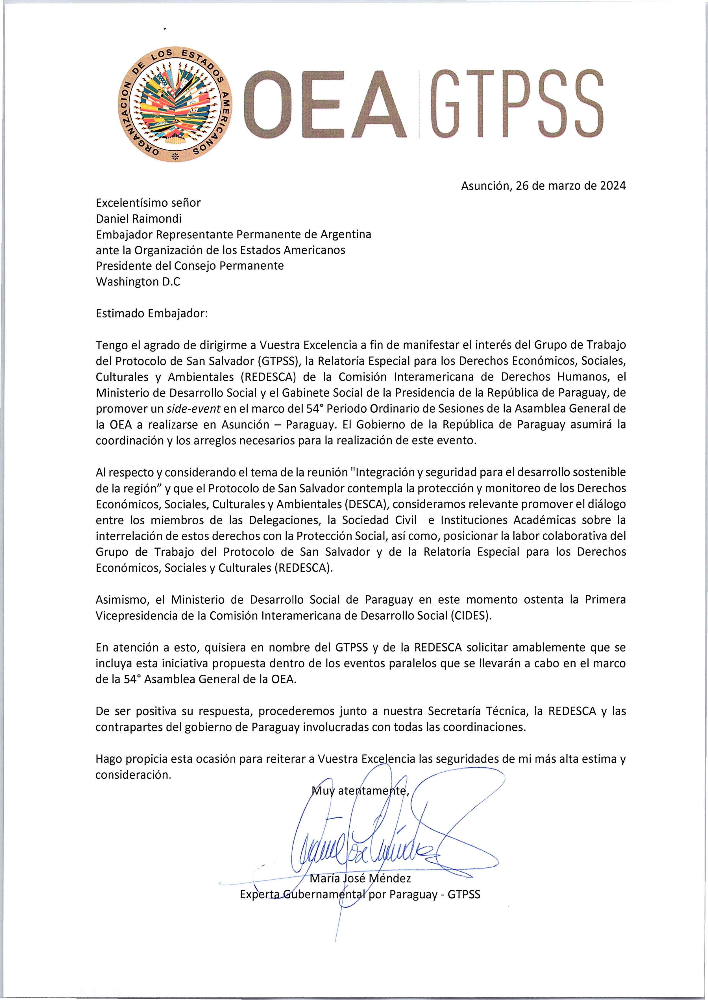 ORGANIZACION DE LOS ESTADOS AMERICANOS
OEA | GTPSS
Asunción, 26 de marzo de 2024
Excelentísimo señor
Daniel Raimondi
Embajador Representante Permanente de Argentina
ante la Organización de los Estados Americanos
Presidente del Consejo Permanente
Washington D.C
Estimado Embajador:
Tengo el agrado de dirigirme a Vuestra Excelencia a fin de manifestar el interés del Grupo de Trabajo
del Protocolo de San Salvador (GTPSS), la Relatoría Especial para los Derechos Económicos, Sociales,
Culturales y Ambientales (REDESCA) de la Comisión Interamericana de Derechos Humanos, el
Ministerio de Desarrollo Social y el Gabinete Social de la Presidencia de la República de Paraguay, de
promover un side-event en el marco del 54° Periodo Ordinario de Sesiones de la Asamblea General de
la OEA a realizarse en Asunción – Paraguay. El Gobierno de la República de Paraguay asumirá la
coordinación y los arreglos necesarios para la realización de este evento.
Al respecto y considerando el tema de la reunión "Integración y seguridad para el desarrollo sostenible
de la región” y que el Protocolo de San Salvador contempla la protección y monitoreo de los Derechos
Económicos, Sociales, Culturales y Ambientales (DESCA), consideramos relevante promover el diálogo
entre los miembros de las Delegaciones, la Sociedad Civil e Instituciones Académicas sobre la
interrelación de estos derechos con la Protección Social, así como, posicionar la labor colaborativa del
Grupo de Trabajo del Protocolo de San Salvador y de la Relatoría Especial para los Derechos
Económicos, Sociales y Culturales (REDESCA).
Asimismo, el Ministerio de Desarrollo Social de Paraguay en este momento ostenta la Primera
Vicepresidencia de la Comisión Interamericana de Desarrollo Social (CIDES).
En atención a esto, quisiera en nombre del GTPSS y de la REDESCA solicitar amablemente que se
incluya esta iniciativa propuesta dentro de los eventos paralelos que se llevarán a cabo en el marco
de la 54° Asamblea General de la OEA.
De ser positiva su respuesta, procederemos junto a nuestra Secretaría Técnica, la REDESCA y las
contrapartes del gobierno de Paraguay involucradas con todas las coordinaciones.
Hago propicia esta ocasión para reiterar a Vuestra Excelencia las seguridades de mi más alta estima y
consideración.
Muy atentamente,
María José Méndez
Experta Gubernamental por Paraguay - GTPSS